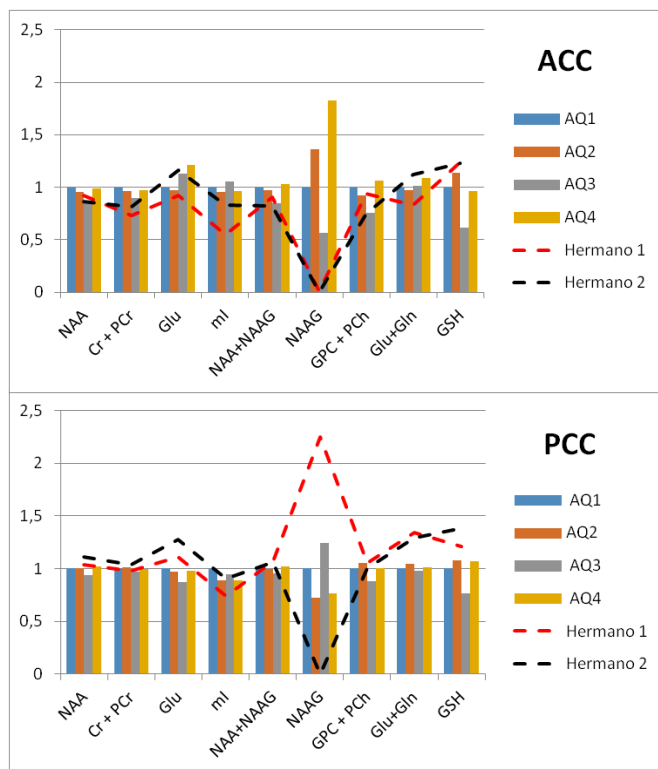 2,5
2
1,5
1
0,5
0
NAA
Cr + PCr
Glu
mI
NAA+NAAG
NAAG
GPC + PCh
Glu+Gln
GSH
ACC
AQ1
AQ2
AQ3
AQ4
Hermano 1
Hermano 2
2,5
2
1,5
1
0,5
0
NAA
Cr + PCr
Glu
mI
NAA+NAAG
NAAG
GPC + PCh
Glu+Gln
GSH
PCC
AQ1
AQ2
AQ3
AQ4
Hermano 1
Hermano 2